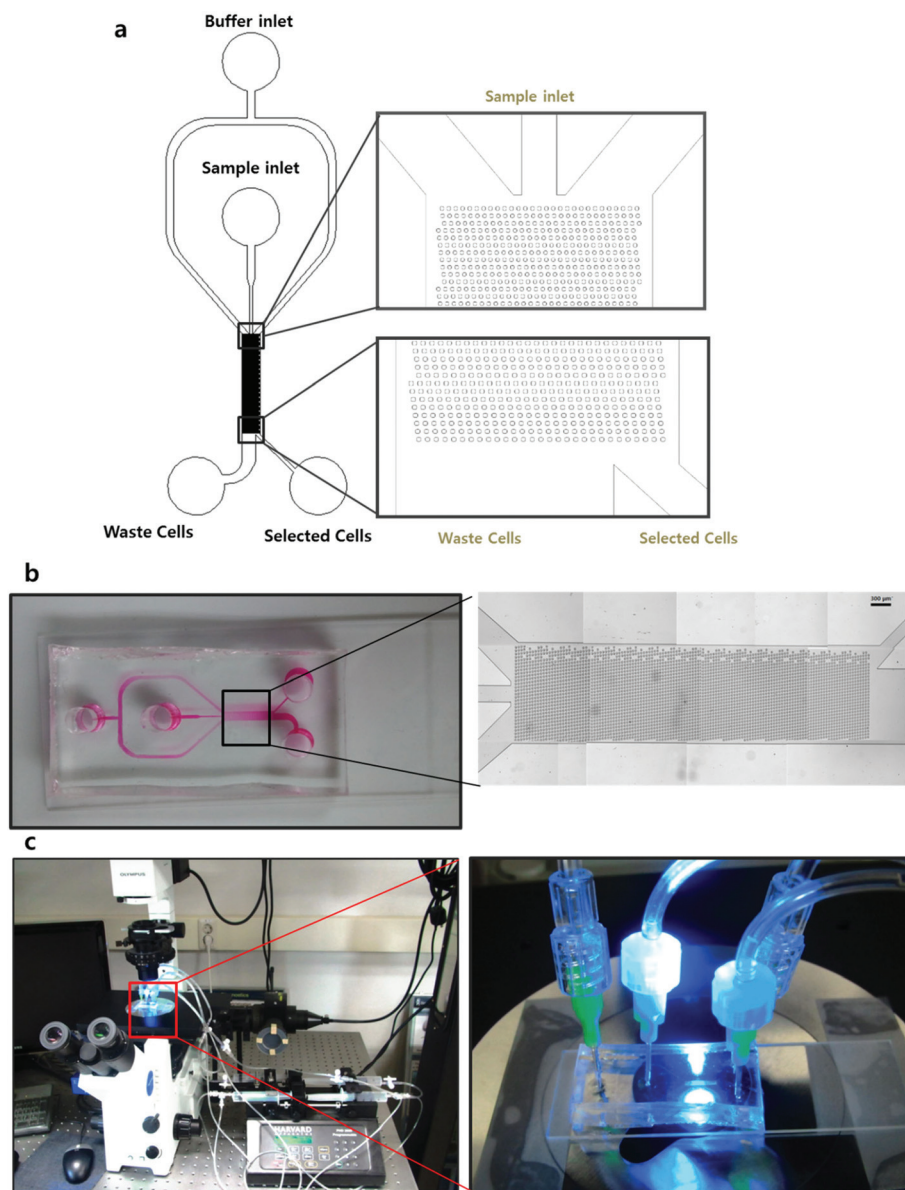 a
Buffer inlet
Sample inlet
Sample inlet
Waste Cells
Selected Cells
Waste Cells
Selected Cells
b
300 µm
c
OLYMPUS
HARVARD